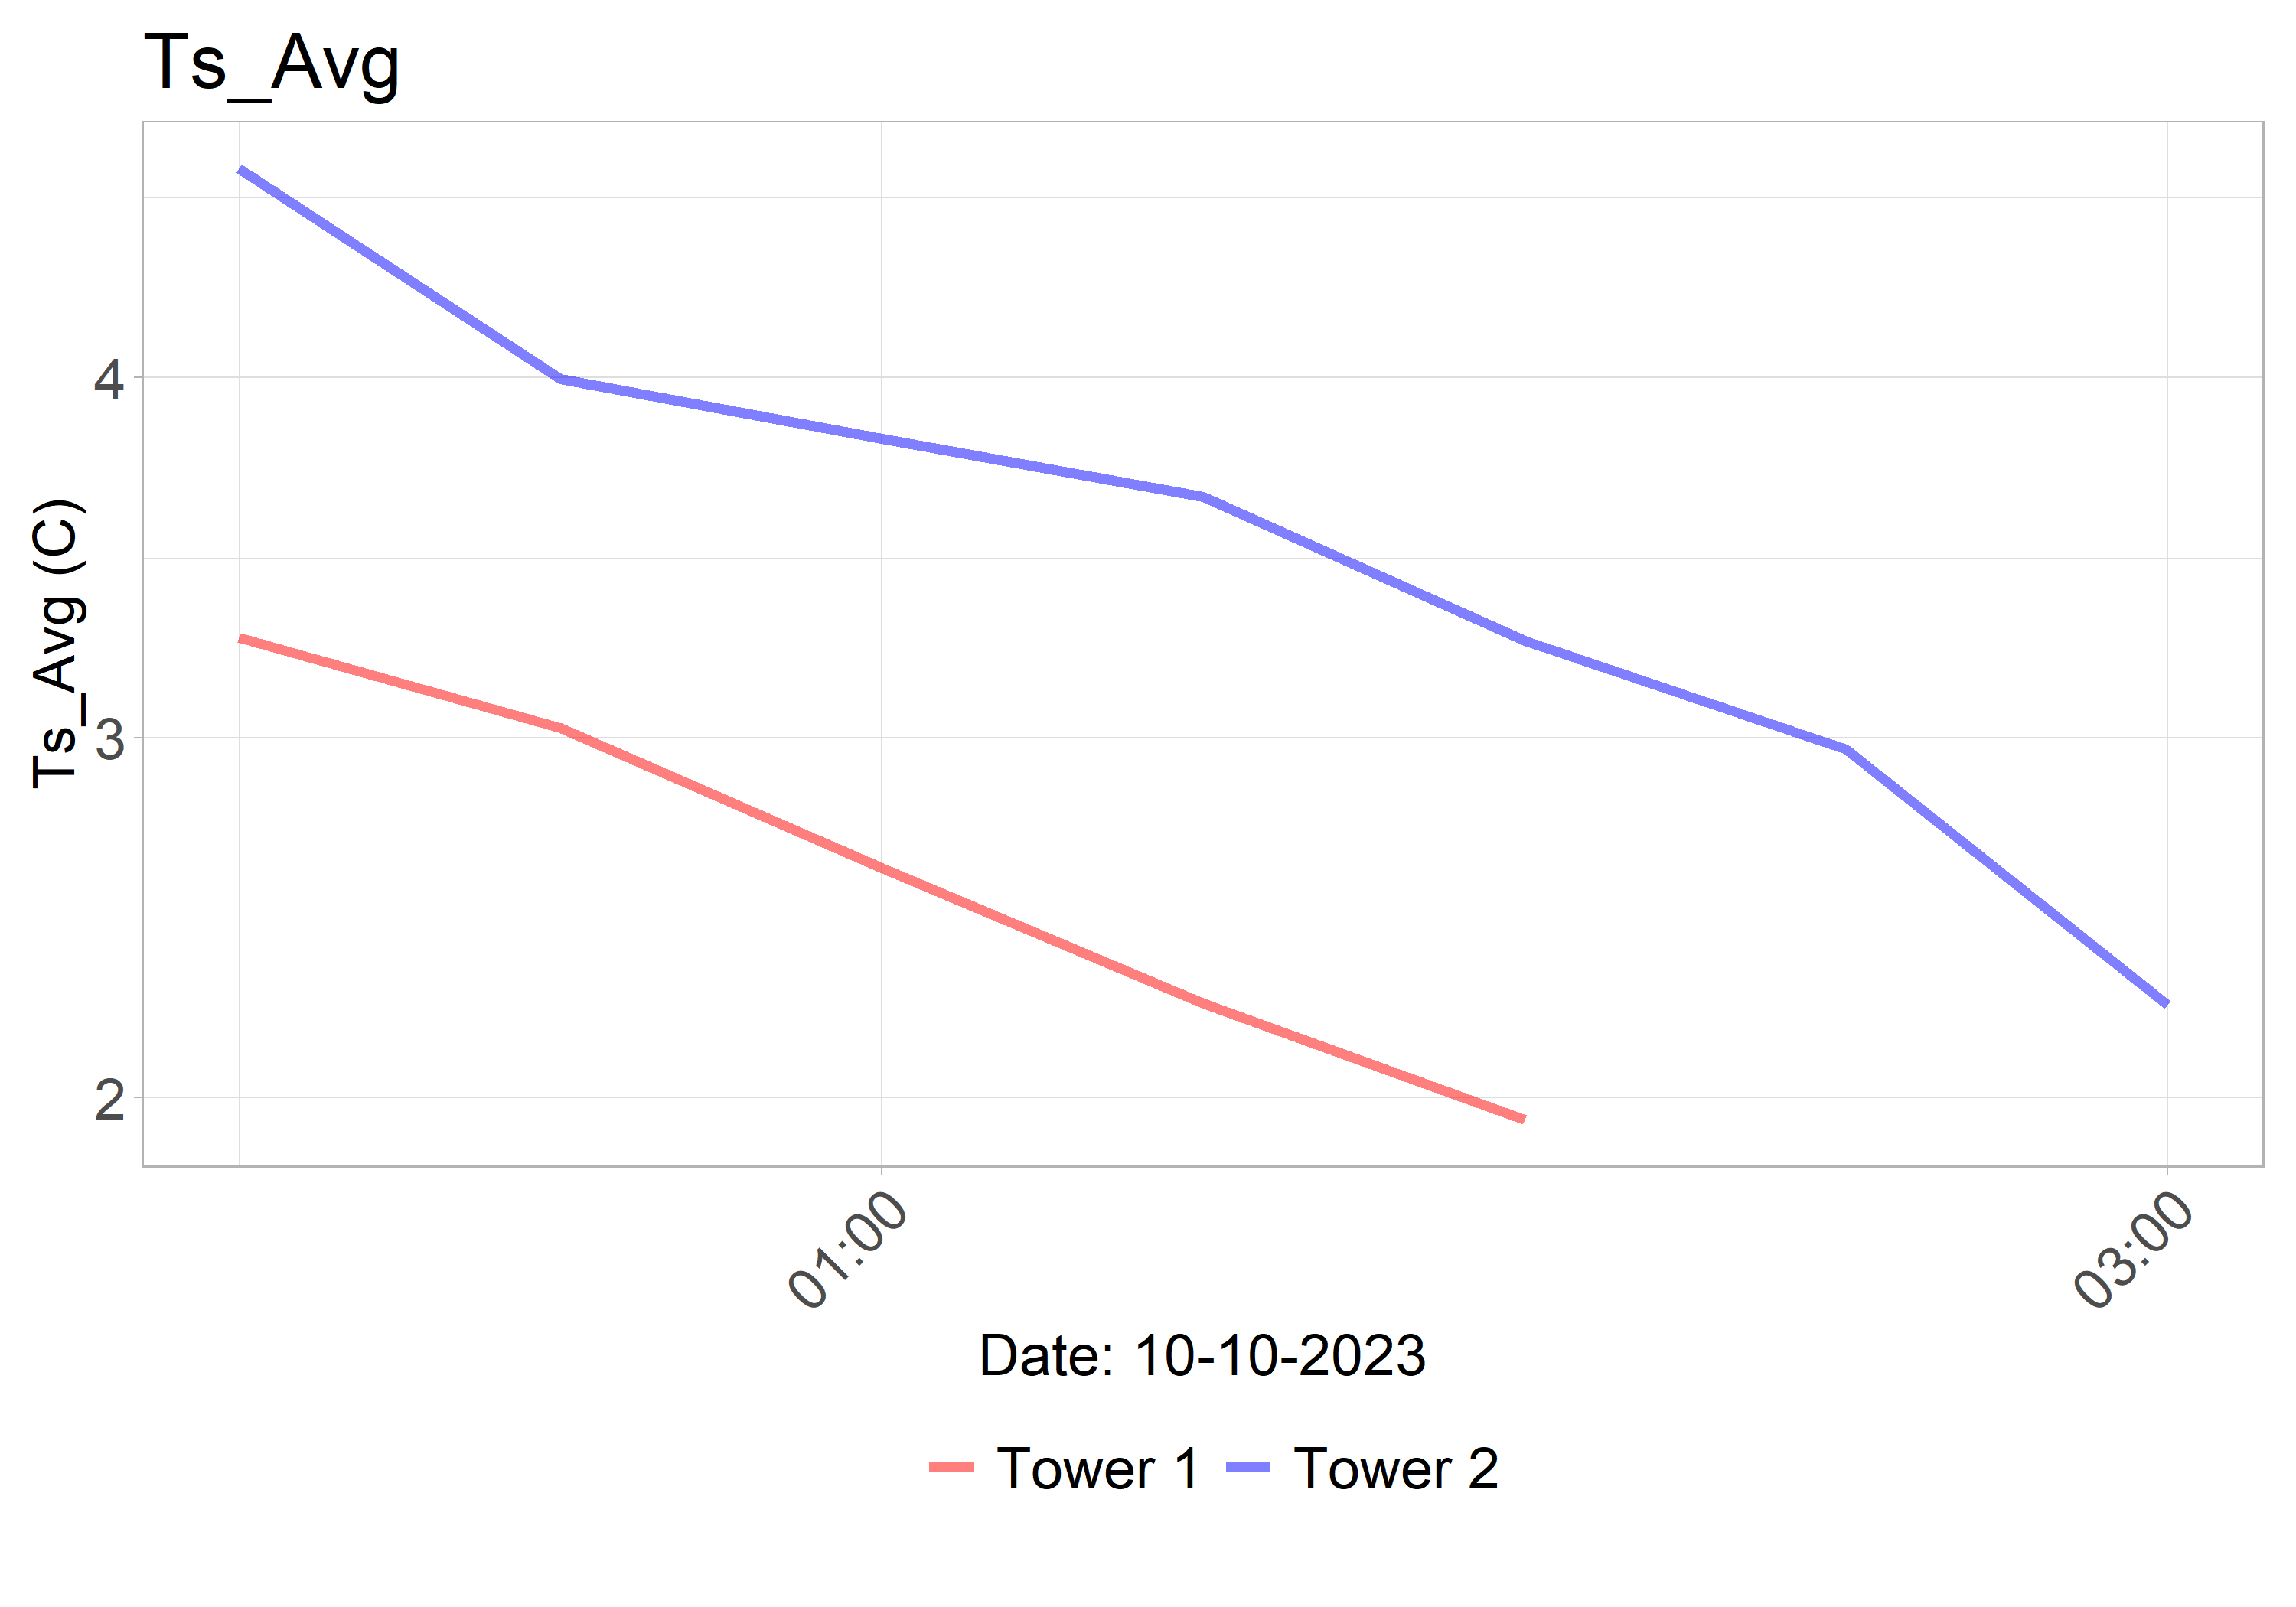 Ts_Avg
Ts_Avg (C)
4
3
2
01:00
03:00
Date: 10-10-2023
Tower 1
Tower 2